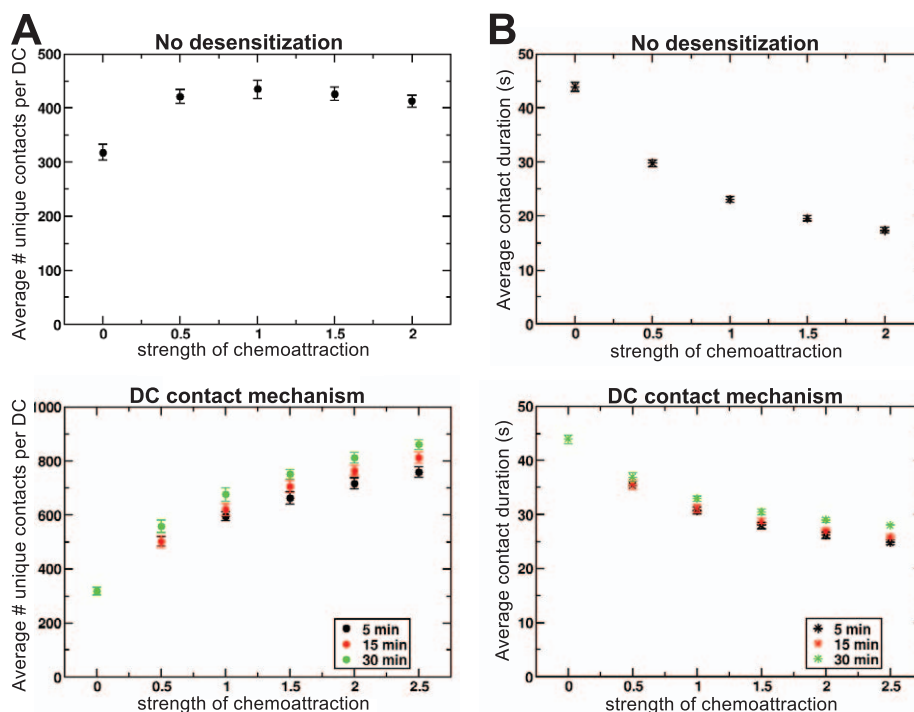 A
No desensitization
Average # unique contacts per DC
500
400
300
200
100
0
0 0.5 1 1.5 2
strength of chemoattraction
B
No desensitization
Average contact duration (s)
50
40
30
20
10
0
0 0.5 1 1.5 2
strength of chemoattraction
DC contact mechanism
Average # unique contacts per DC
1000
800
600
400
200
0
5 min
15 min
30 min
0 0.5 1 1.5 2 2.5
strength of chemoattraction
DC contact mechanism
Average contact duration (s)
50
40
30
20
10
0
5 min
15 min
30 min
0 0.5 1 1.5 2 2.5
strength of chemoattraction